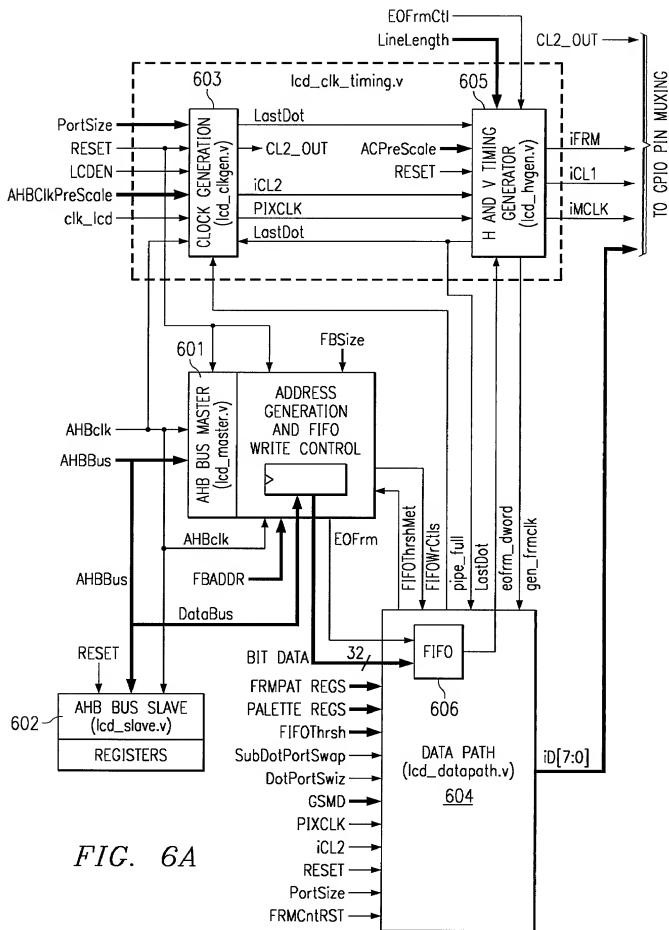 EOFrmCtl
LineLength
CL2_OUT
603
lcd_clk_timing.v
605
PortSize
RESET
LCDEN
AHBClkPreScale
clk_lcd
CLOCK GENERATION
(lcd_clkgen.v)
LastDot
CL2_OUT
iCL2
PIXCLK
LastDot
ACPreScale
RESET
H AND V TIMING
GENERATOR
(lcd_hvgen.v)
iFRM
iCL1
iMCLK
TO GPIO PIN MUXING
601
FBSize
AHB BUS MASTER
(lcd_master.v)
ADDRESS
GENERATION
AND FIFO
WRITE CONTROL
AHBclk
AHBBus
AHBclk
EOFrm
FBADDR
AHBBus
DataBus
FIFOThrshMet
FIFOWrCtls
pipe_full
LastDot
eofrm_dword
gen_frmclk
RESET
BIT DATA
32
FIFO
606
602
AHB BUS SLAVE
(lcd_slave.v)
REGISTERS
FRMPAT REGS
PALETTE REGS
FIFOThrsh
SubDotPortSwap
DotPortSwiz
GSMD
PIXCLK
iCL2
RESET
PortSize
FRMCntRST
DATA PATH
(lcd_datapath.v)
604
iD[7:0]
FIG. 6A